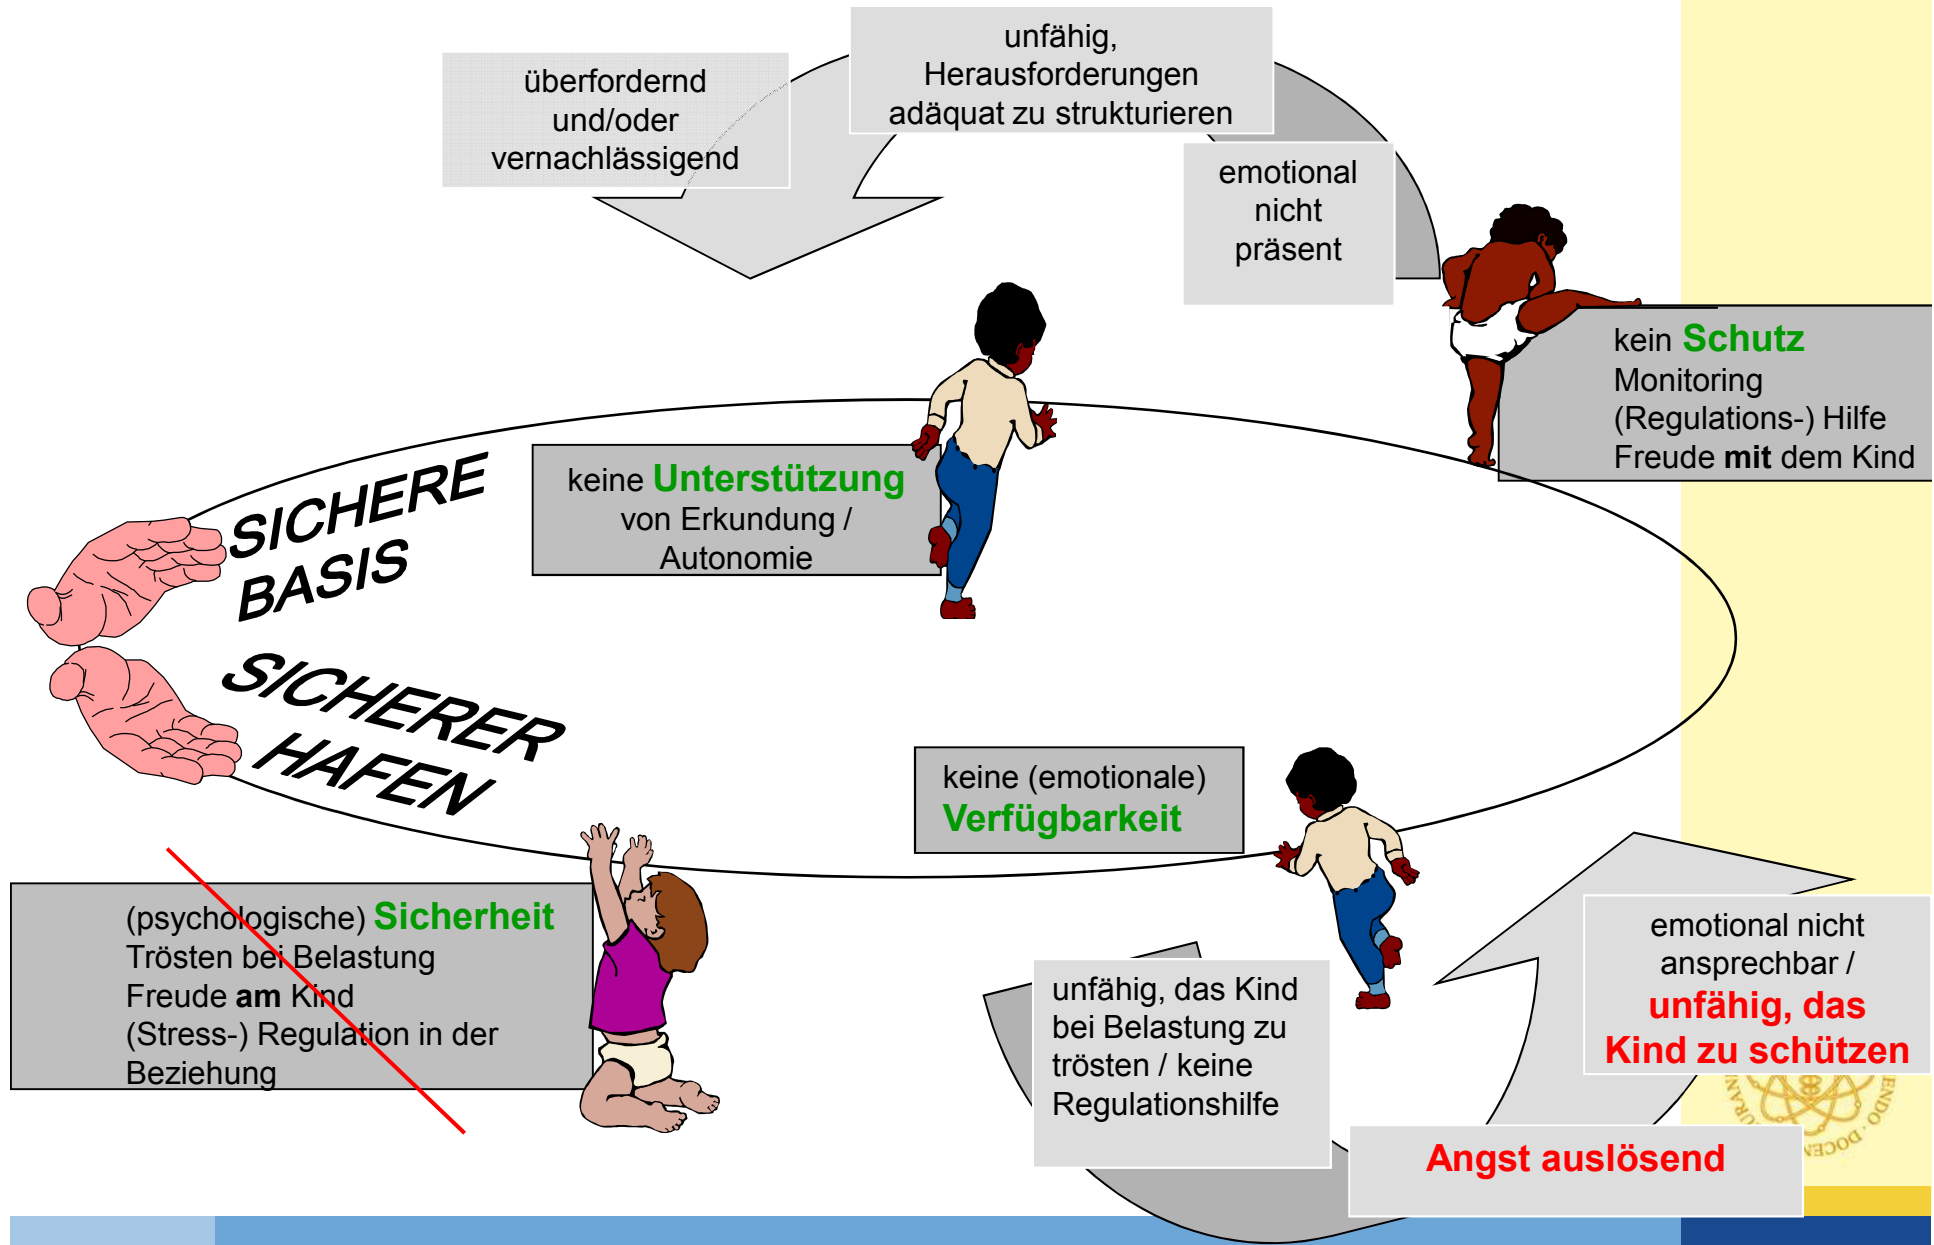 überfordernd
und/oder
vernachlässigend
unfähig,
Herausforderungen
adäquat zu strukturieren
emotional
nicht
präsent
kein Schutz
Monitoring
(Regulations-) Hilfe
Freude mit dem Kind
keine Unterstützung
von Erkundung /
Autonomie
SICHERE
BASIS
SICHERER
HAFEN
keine (emotionale)
Verfügbarkeit
(psychologische) Sicherheit
Trösten bei Belastung
Freude am Kind
(Stress-) Regulation in der
Beziehung
unfähig, das Kind
bei Belastung zu
trösten / keine
Regulationshilfe
emotional nicht
ansprechbar /
unfähig, das
Kind zu schützen
Angst auslösend